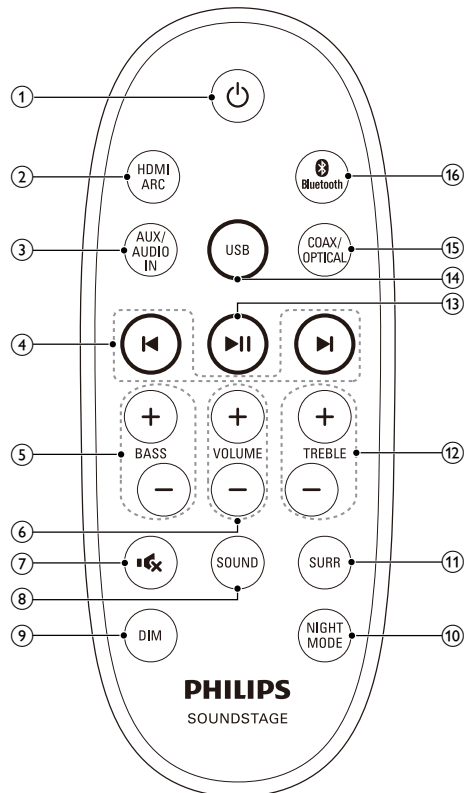 1
2
HDMI
ARC
Bluetooth
16
3
AUX/
AUDIO
IN
USB
COAX/
OPTICAL
15
14
13
4
5
+
BASS
−
+
VOLUME
−
+
TREBLE
−
12
6
7
SOUND
SURR
11
8
9
DIM
NIGHT
MODE
10
PHILIPS
SOUNDSTAGE